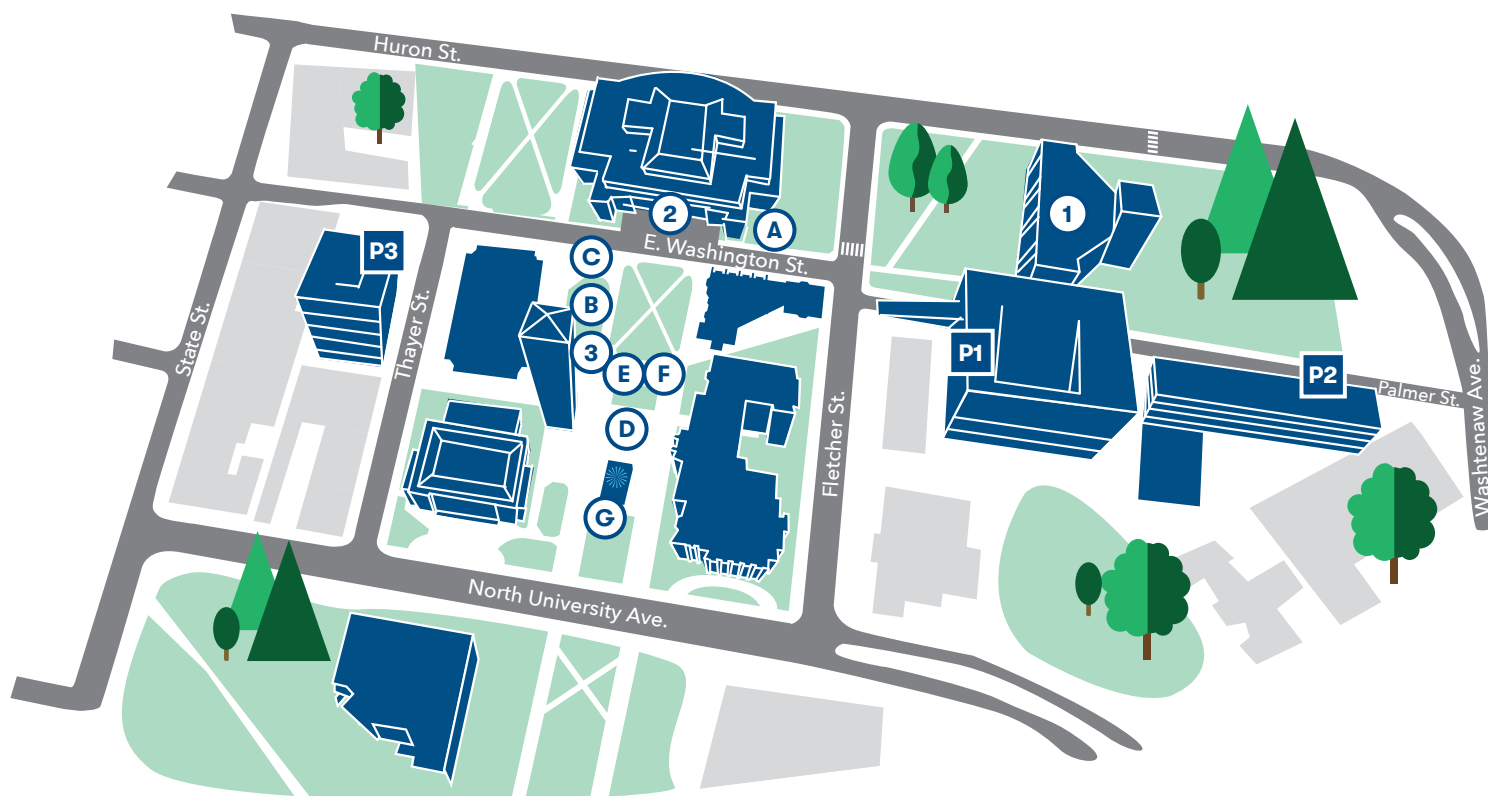 Huron St.
1
2
A
P3
E. Washington St.
C
B
3
E
F
D
G
P1
P2
State St.
Thayer St.
Fletcher St.
Palmer St.
Washtenaw Ave.
North University Ave.